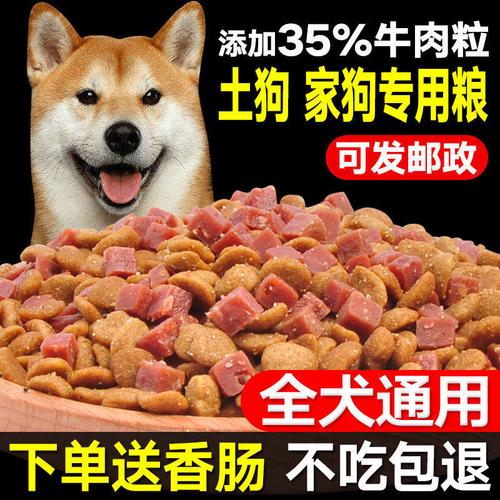 添加35%牛肉粒
土狗 家狗专用粮
可发邮政
全犬通用
下单送香肠 不吃包退